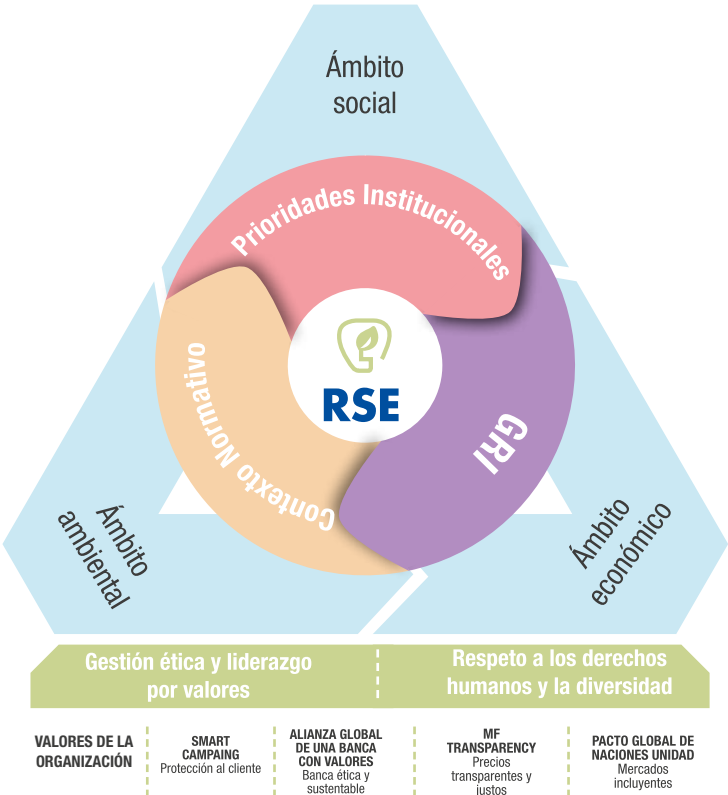 Ámbito
social
Prioridades Institucionales
RSE
Contexto Normativo
GRI
Ámbito
ambiental
Ámbito
económico
Gestión ética y liderazgo
por valores
Respeto a los derechos
humanos y la diversidad
VALORES DE LA
ORGANIZACIÓN
SMART
CAMPAING
Protección al cliente
ALIANZA GLOBAL
DE UNA BANCA
CON VALORES
Banca ética y
sustentable
MF
TRANSPARENCY
Precios
transparentes y
justos
PACTO GLOBAL DE
NACIONES UNIDAD
Mercados
incluyentes